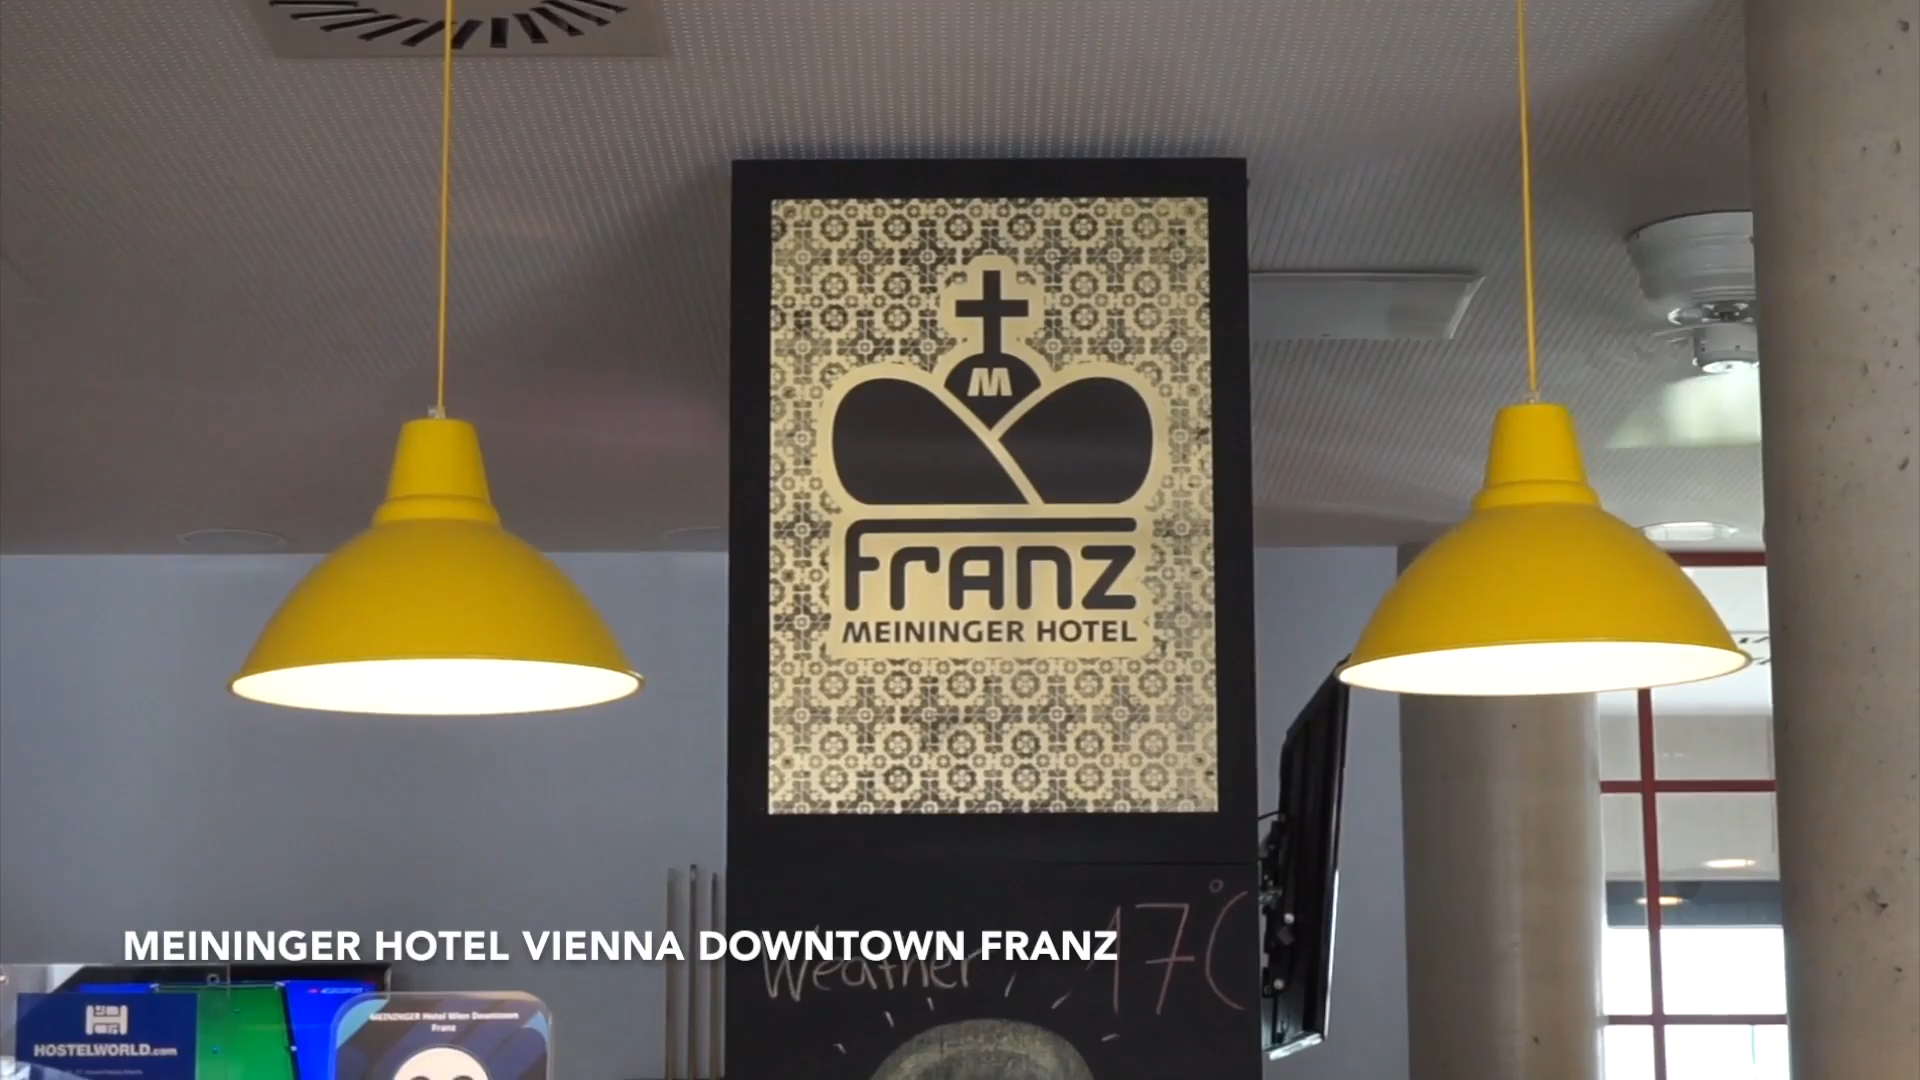 M
Franz
MEININGER HOTEL
17°C
MEININGER HOTEL VIENNA DOWNTOWN FRANZ
Weather:
MEININGER Hotel Wien Downtown
Franz
H
HOSTELWORLD.com